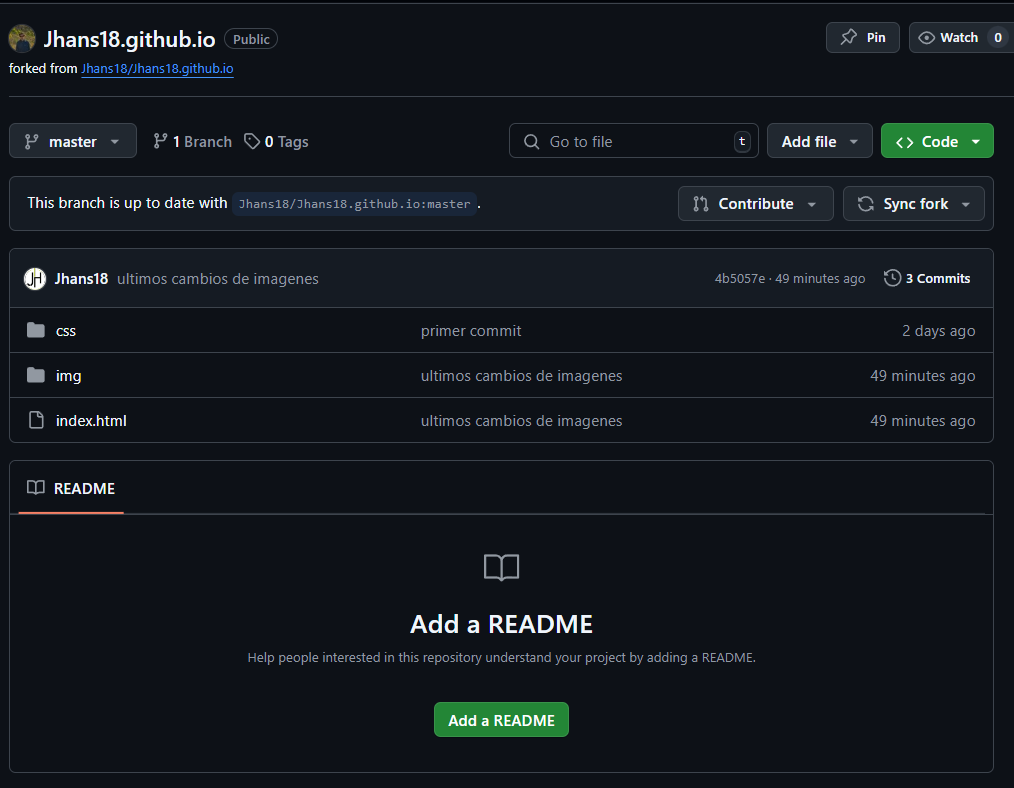 Jhans18.github.io Public Pin Watch 0
forked from Jhans18/Jhans18.github.io
master 1 Branch 0 Tags Go to file t Add file Code
This branch is up to date with Jhans18/Jhans18.github.io:master . Contribute Sync fork
JH Jhans18 ultimos cambios de imagenes 4b5057e · 49 minutes ago 3 Commits
css primer commit 2 days ago
img ultimos cambios de imagenes 49 minutes ago
index.html ultimos cambios de imagenes 49 minutes ago
README
Add a README
Help people interested in this repository understand your project by adding a README.
Add a README